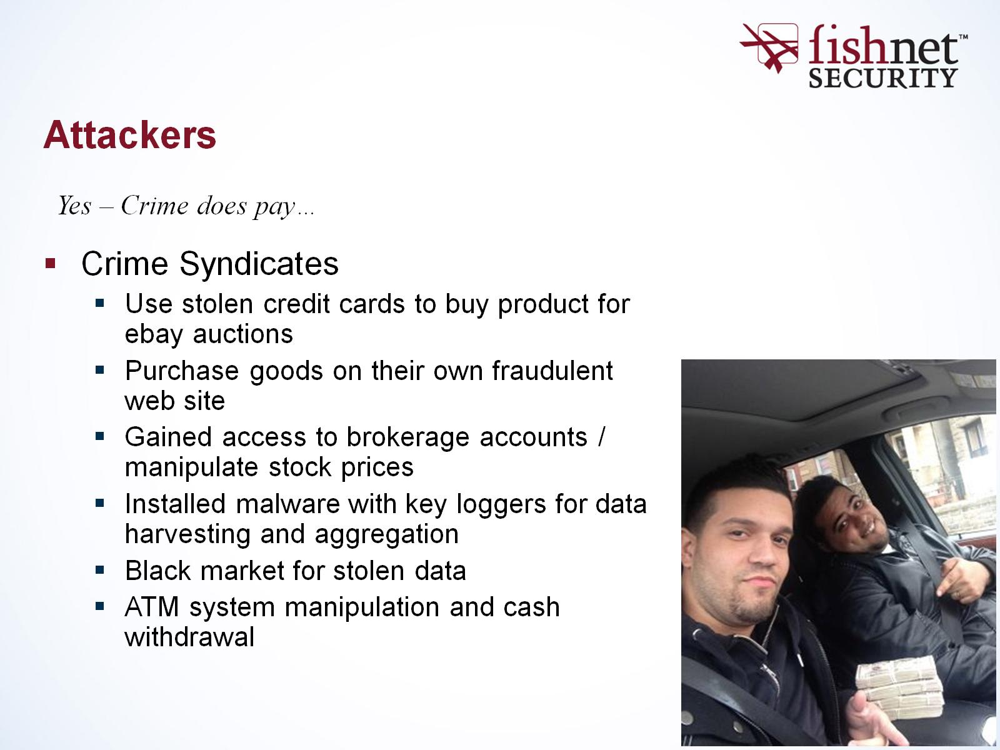 fishnet™
SECURITY
Attackers
Yes – Crime does pay…
▪ Crime Syndicates
▪ Use stolen credit cards to buy product for
ebay auctions
▪ Purchase goods on their own fraudulent
web site
▪ Gained access to brokerage accounts /
manipulate stock prices
▪ Installed malware with key loggers for data
harvesting and aggregation
▪ Black market for stolen data
▪ ATM system manipulation and cash
withdrawal